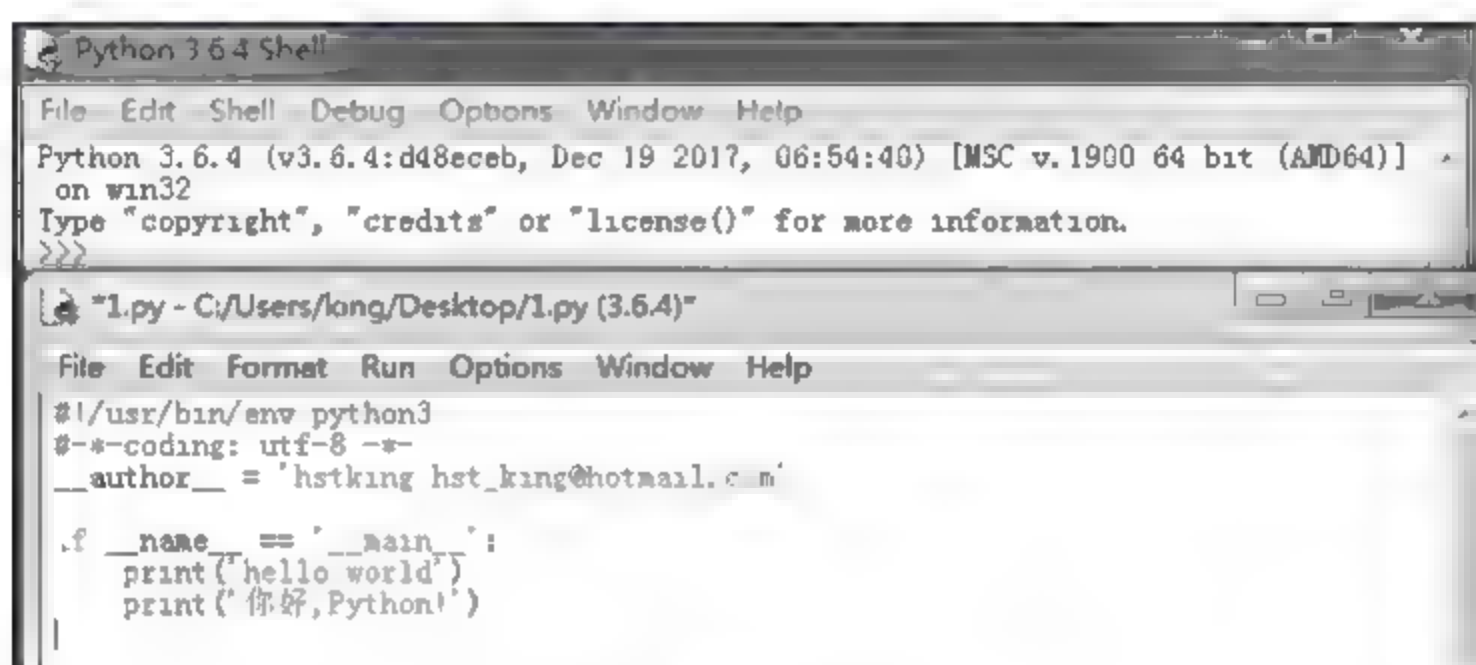 Python 3.6.4 Shell
File Edit Shell Debug Options Window Help
Python 3.6.4 (v3.6.4:d48eceb, Dec 19 2017, 06:54:40) [MSC v.1900 64 bit (AMD64)]
on win32
Type "copyright", "credits" or "license()" for more information.
>>>
*1.py - C:/Users/king/Desktop/1.py (3.6.4)*
File Edit Format Run Options Window Help
#!/usr/bin/env python3
#-*-coding: utf-8 -*-
__author__ = 'hstking hst_king@hotmail.com'
if __name__ == '__main__':
print('hello world')
print('你好,Python!')